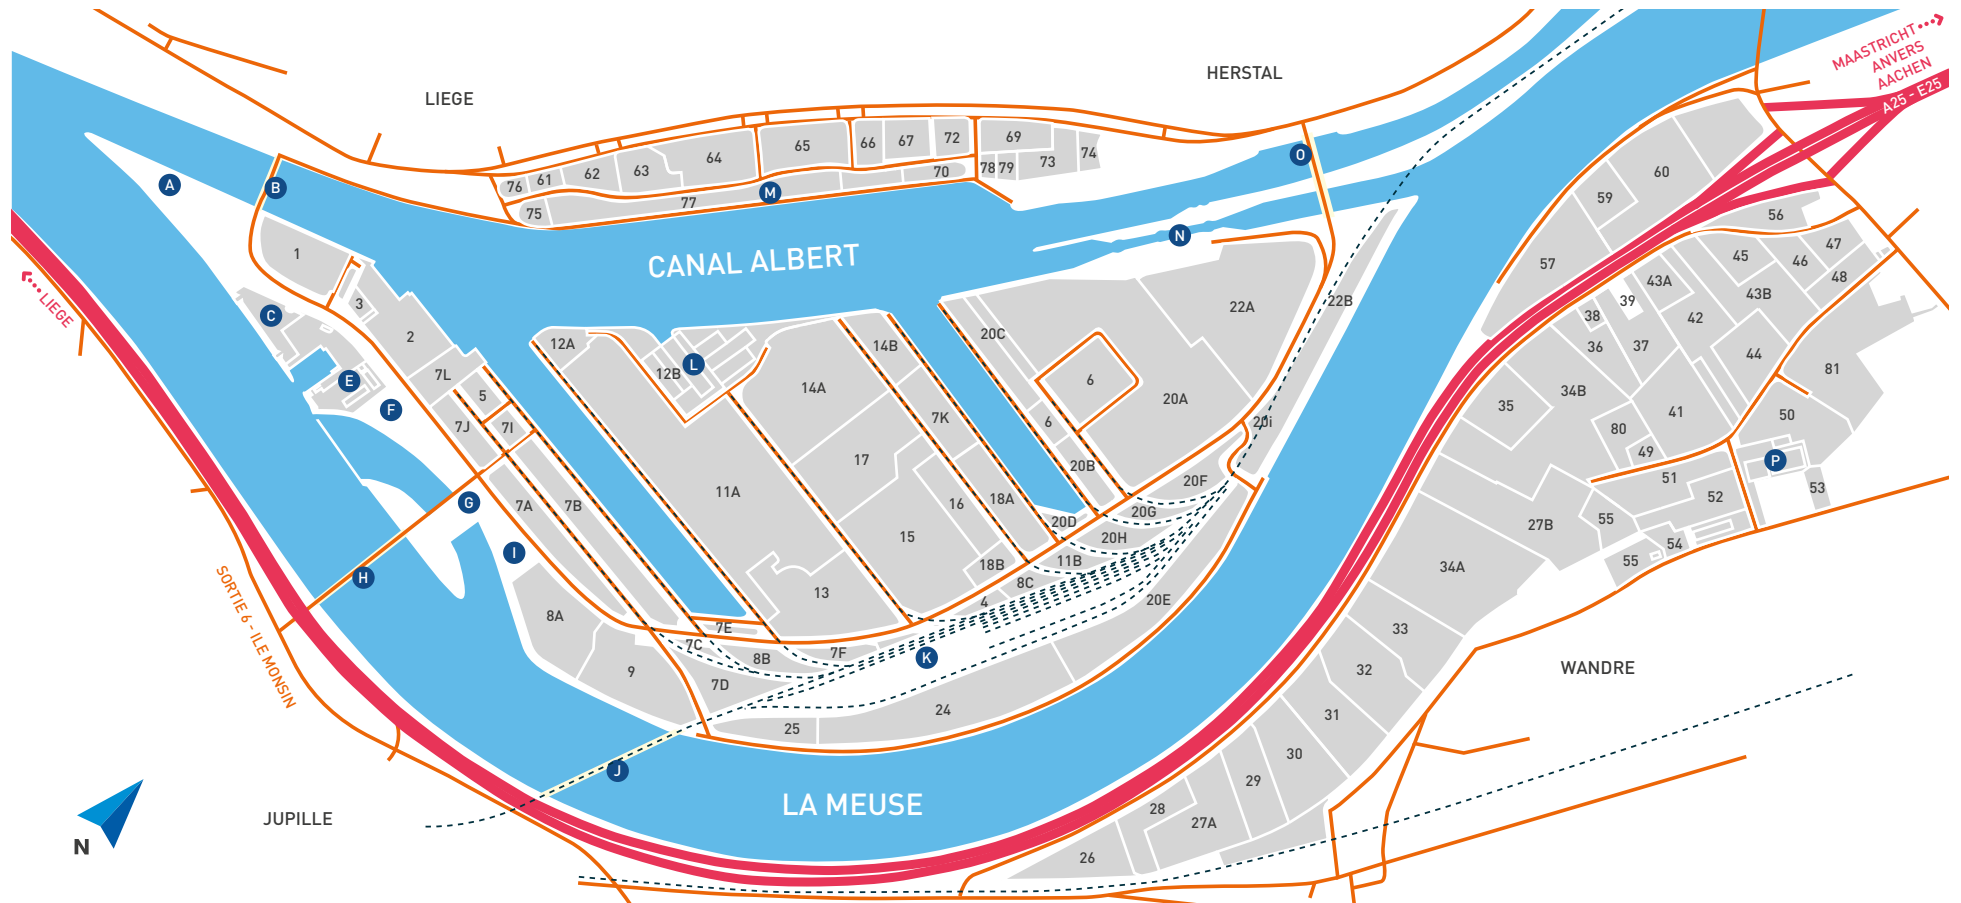 MAASTRICHT
ANVERS
AACHEN
A25 - E25
HERSTAL
LIEGE
LIEGE
CANAL ALBERT
LA MEUSE
SORTIE 6 - ILE MONSIN
JUPILLE
WANDRE
N
A
B
C
E
F
G
H
I
J
K
L
M
N
O
P
76
61
62
63
64
65
66
67
72
69
78
79
73
74
75
77
70
1
3
2
7L
5
7J
7I
7A
7B
7E
7C
7D
7F
8A
8B
9
12A
12B
11A
14A
14B
7K
17
16
15
18A
18B
13
20C
6
6
20A
20B
22A
22B
20i
20F
20G
20D
20H
11B
8C
4
20E
24
25
60
59
57
56
47
45
46
48
43A
43B
39
38
42
36
37
44
81
34B
35
41
50
80
49
51
52
53
27B
55
54
55
34A
33
32
31
30
29
28
27A
26